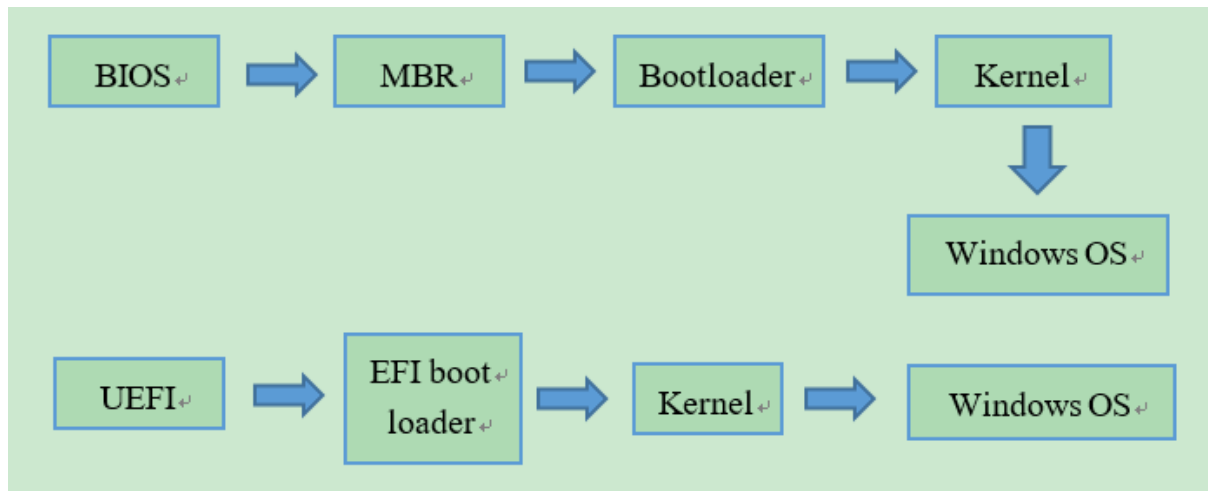 BIOS
MBR
Bootloader
Kernel
Windows OS
UEFI
EFI boot
loader
Kernel
Windows OS